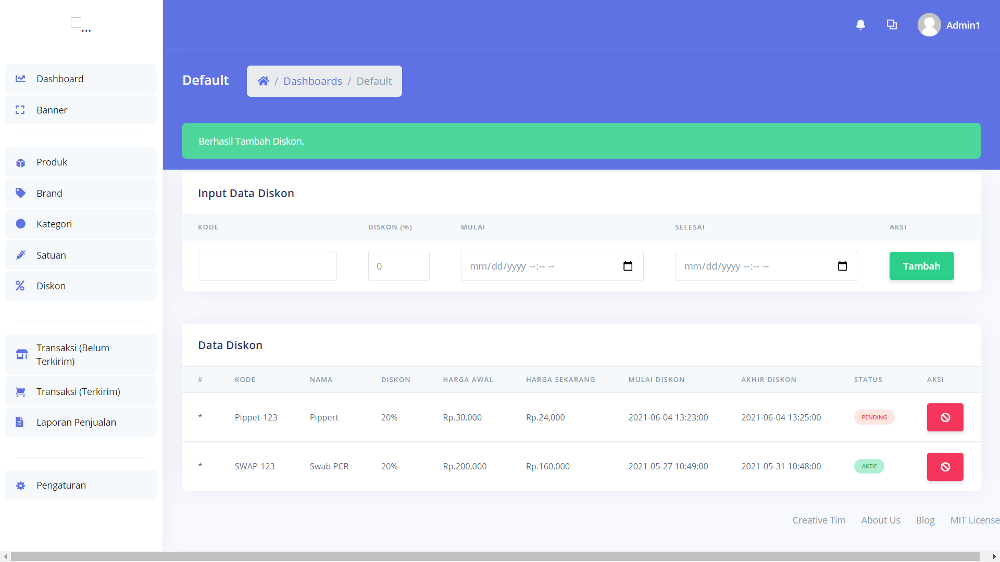 ...
Dashboard
Banner
Produk
Brand
Kategori
Satuan
Diskon
Transaksi (Belum
Terkirim)
Transaksi (Terkirim)
Laporan Penjualan
Pengaturan
Admin1
Default
/ Dashboards / Default
Berhasil Tambah Diskon.
Input Data Diskon
KODE DISKON (%) MULAI SELESAI AKSI
0 mm/dd/yyyy --:-- -- mm/dd/yyyy --:-- -- Tambah
Data Diskon
# KODE NAMA DISKON HARGA AWAL HARGA SEKARANG MULAI DISKON AKHIR DISKON STATUS AKSI
* Pippet-123 Pippert 20% Rp.30,000 Rp.24,000 2021-06-04 13:23:00 2021-06-04 13:25:00 PENDING
* SWAP-123 Swab PCR 20% Rp.200,000 Rp.160,000 2021-05-27 10:49:00 2021-05-31 10:48:00 AKTIF
Creative Tim About Us Blog MIT License